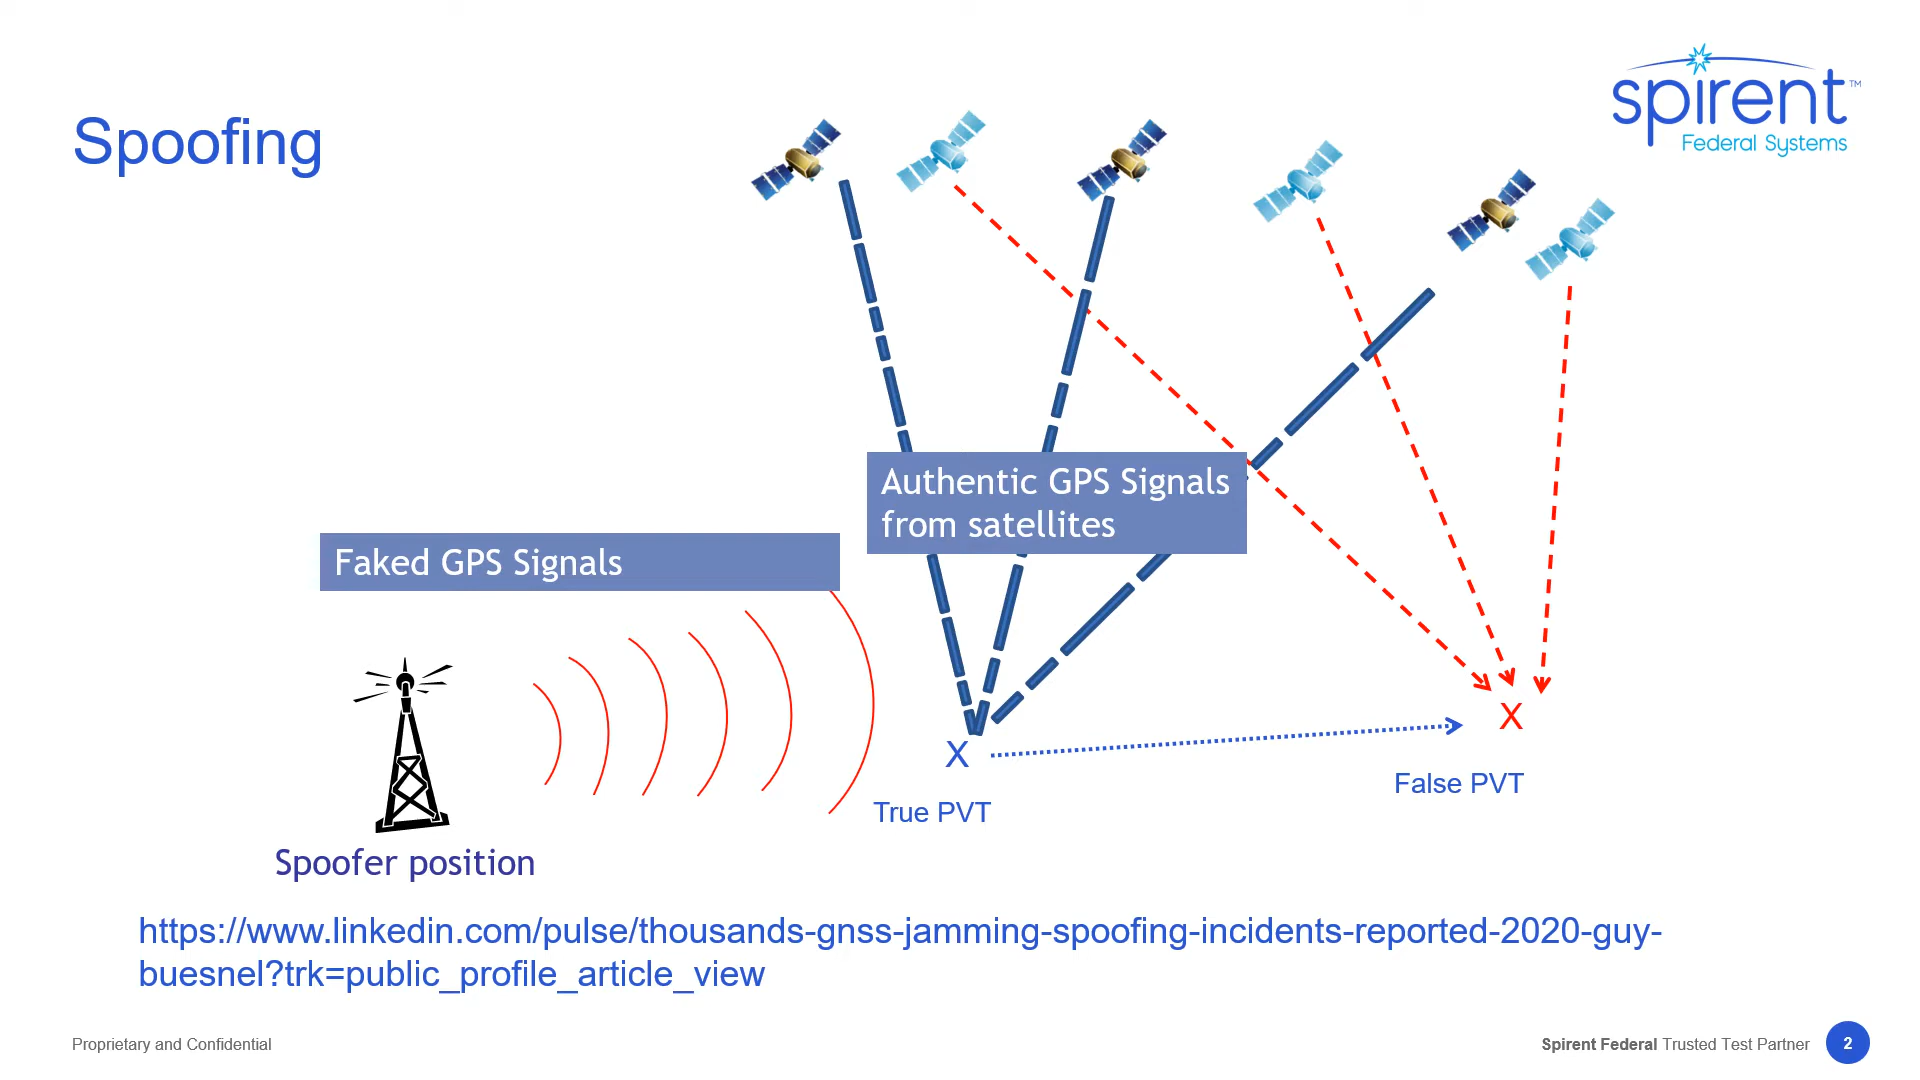 spirent™
Federal Systems
Spoofing
Authentic GPS Signals
from satellites
Faked GPS Signals
X
X
False PVT
True PVT
Spoofer position
https://www.linkedin.com/pulse/thousands-gnss-jamming-spoofing-incidents-reported-2020-guy-
buesnel?trk=public_profile_article_view
Proprietary and Confidential
Spirent Federal Trusted Test Partner
2